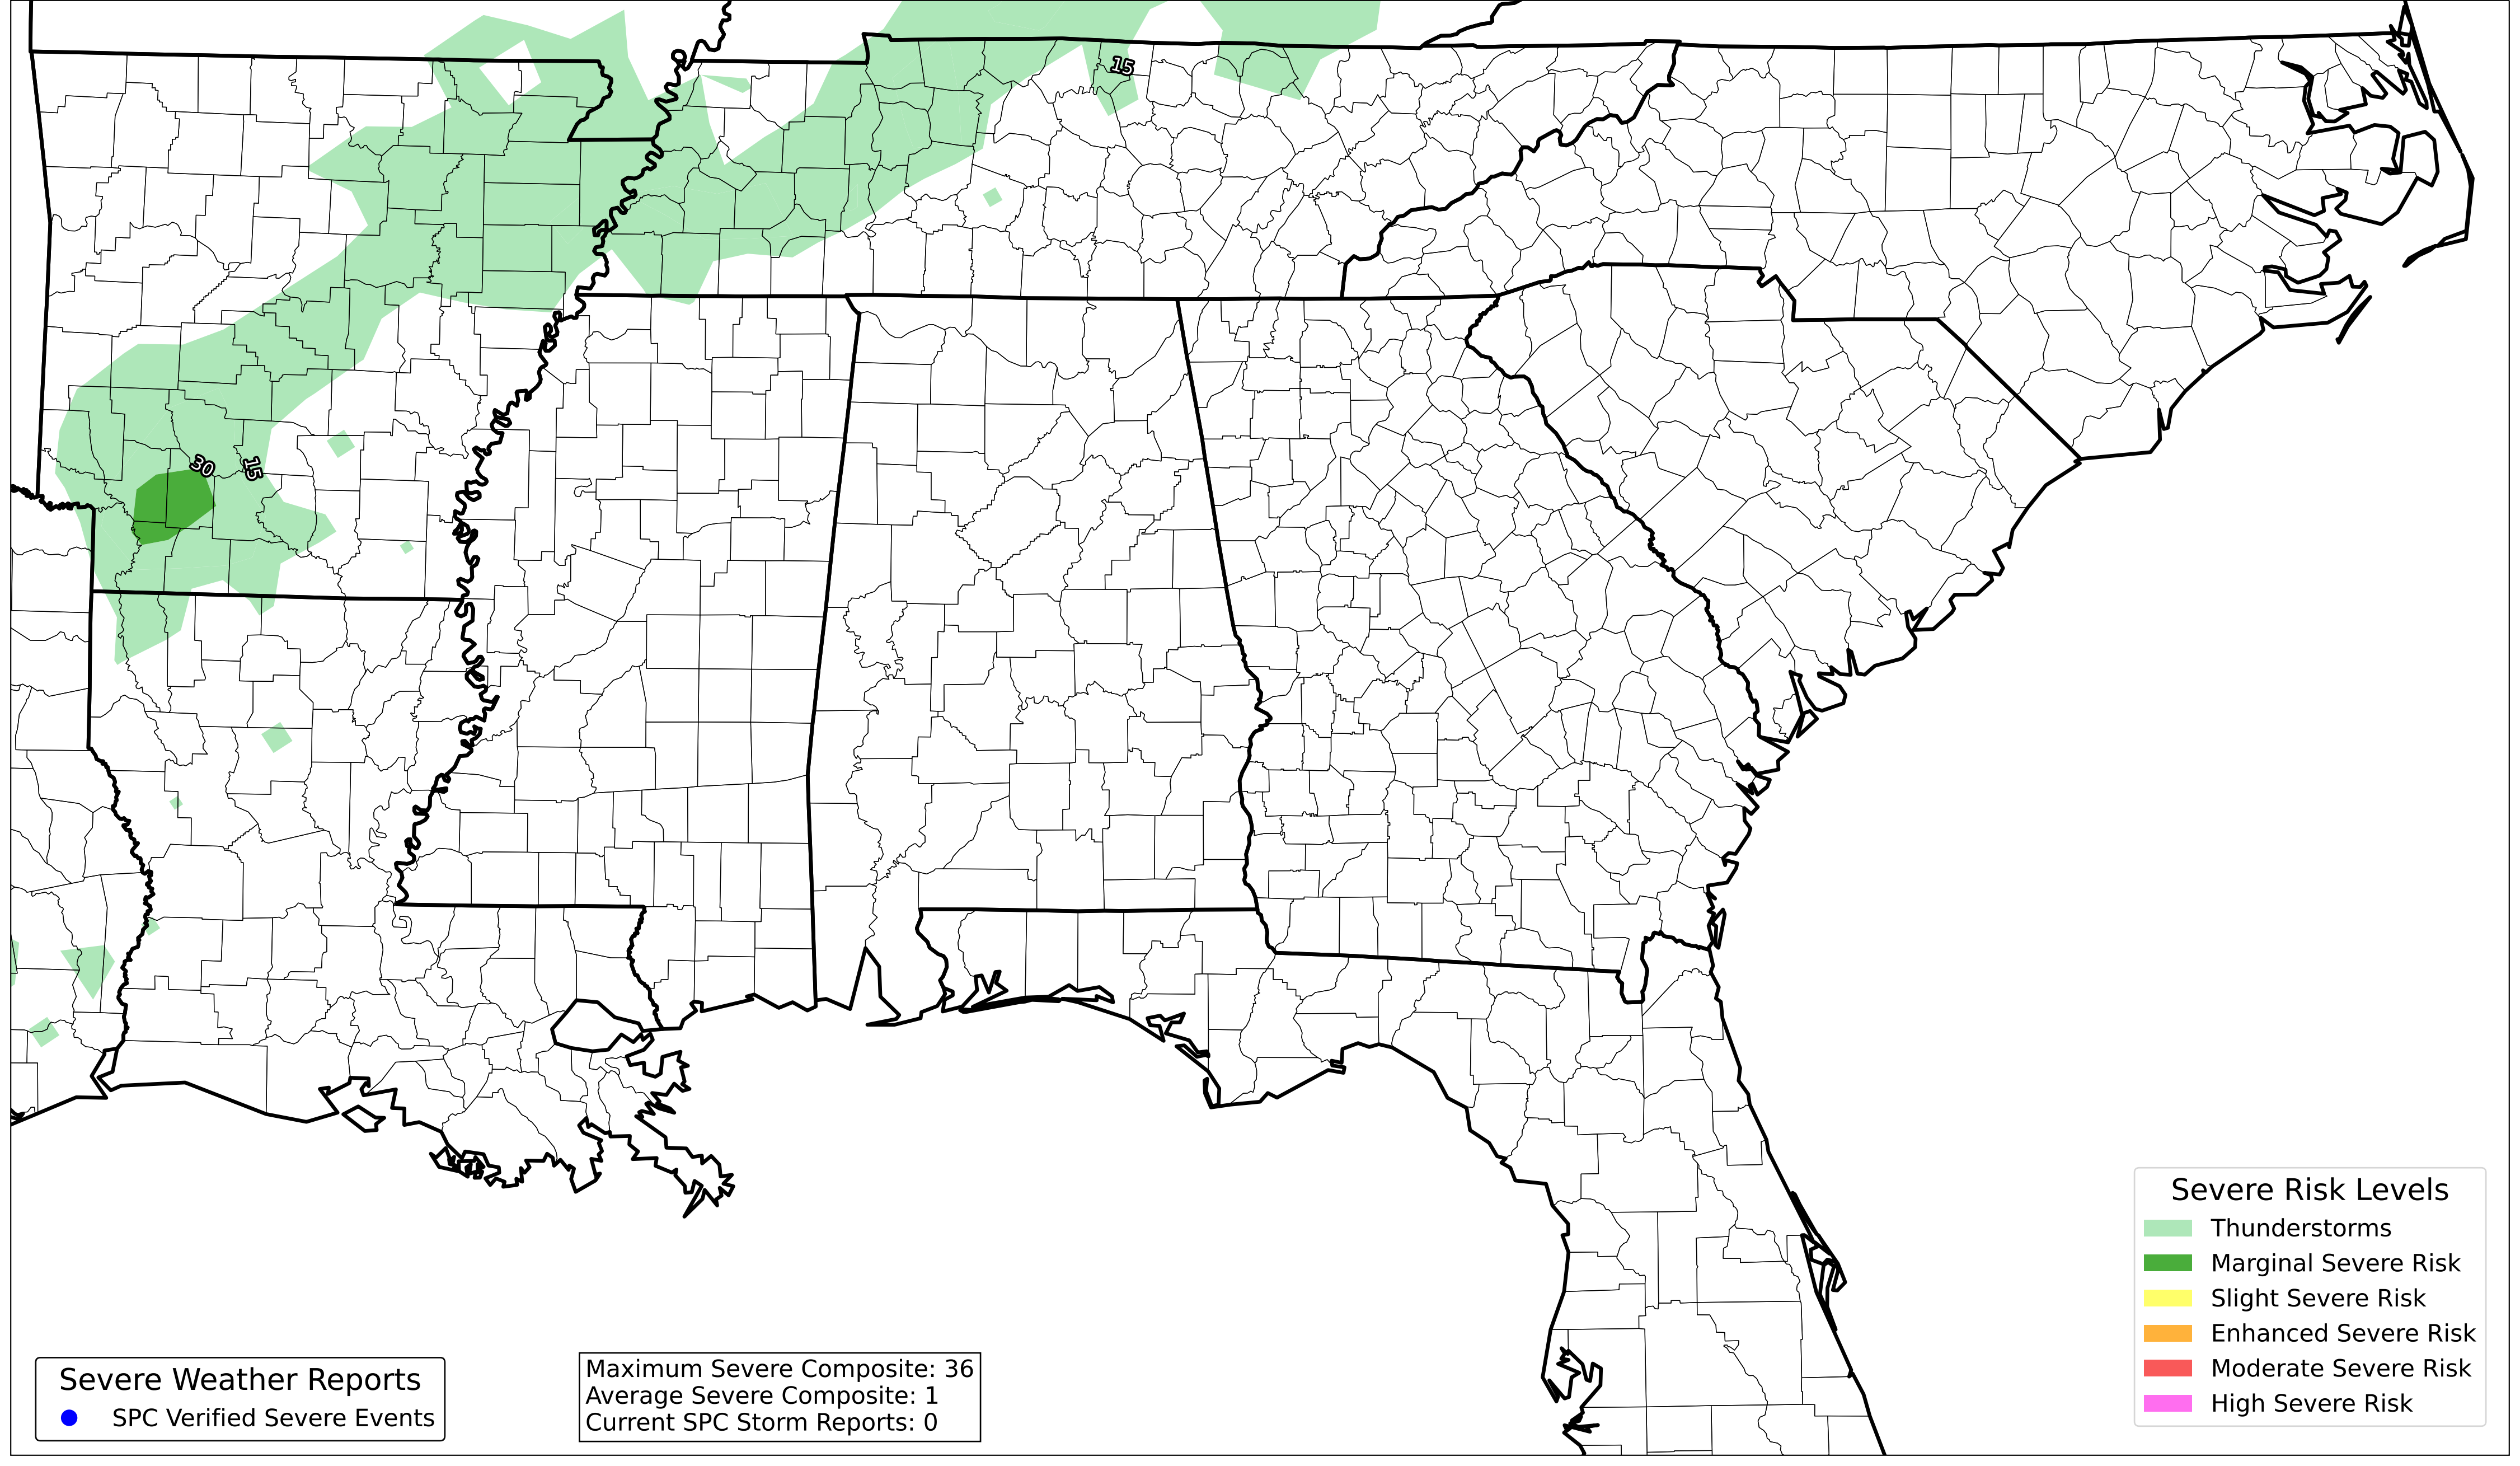 15
30
15
Severe Risk Levels
Thunderstorms
Marginal Severe Risk
Slight Severe Risk
Enhanced Severe Risk
Moderate Severe Risk
High Severe Risk
Severe Weather Reports
SPC Verified Severe Events
Maximum Severe Composite: 36
Average Severe Composite: 1
Current SPC Storm Reports: 0